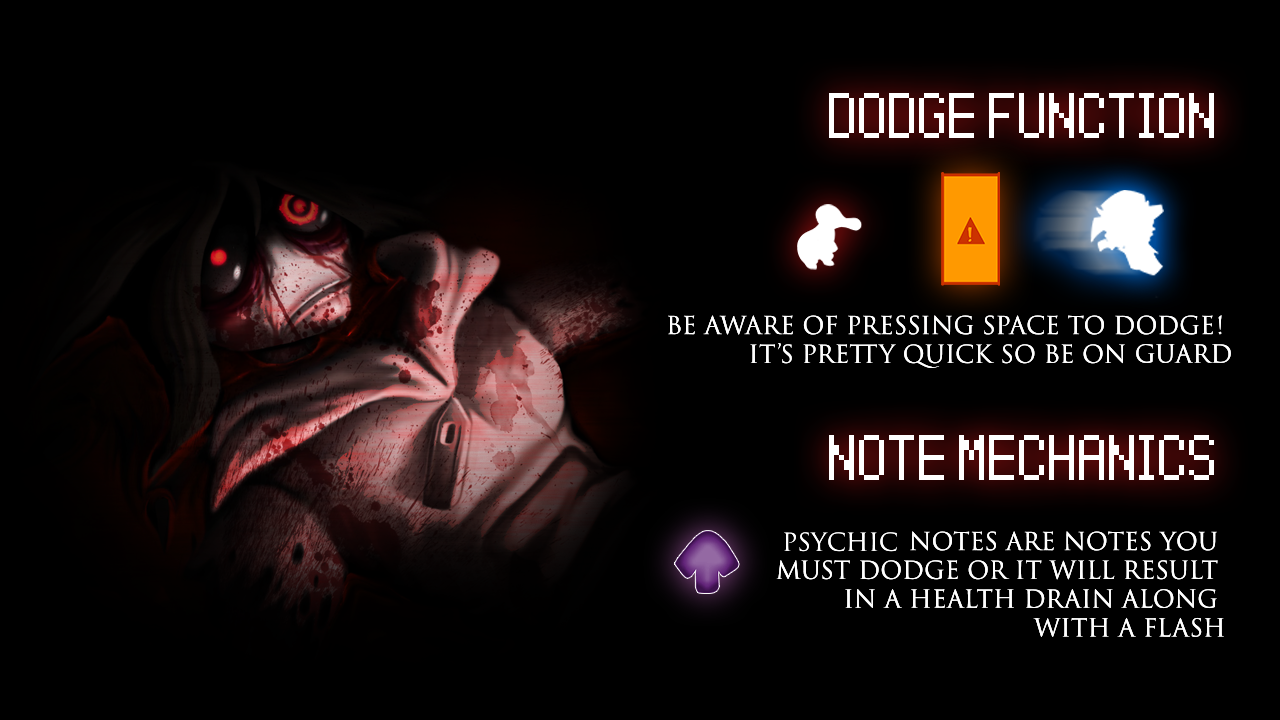 DODGE FUNCTION
!
BE AWARE OF PRESSING SPACE TO DODGE!
IT'S PRETTY QUICK SO BE ON GUARD
NOTE MECHANICS
PSYCHIC NOTES ARE NOTES YOU
MUST DODGE OR IT WILL RESULT
IN A HEALTH DRAIN ALONG
WITH A FLASH